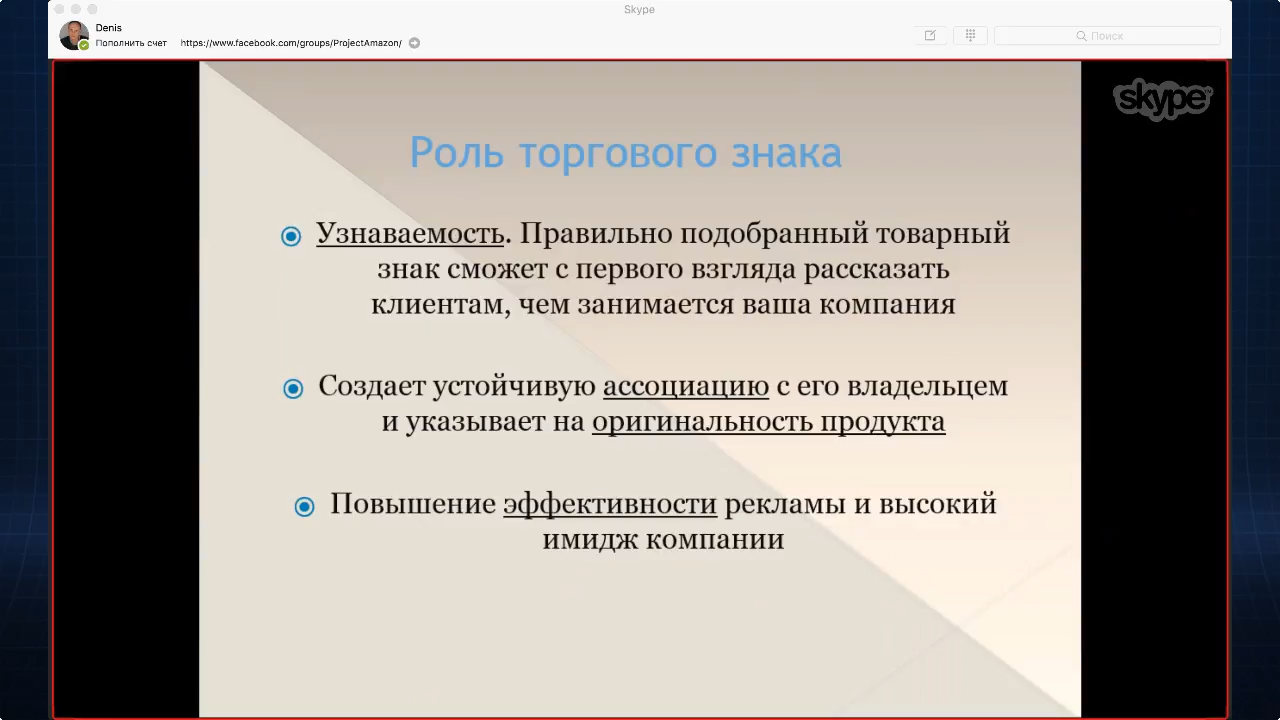 Skype
Denis
Пополнить счет https://www.facebook.com/groups/ProjectAmazon/
Поиск
skype
Роль торгового знака
Узнаваемость. Правильно подобранный товарный
знак сможет с первого взгляда рассказать
клиентам, чем занимается ваша компания
Создает устойчивую ассоциацию с его владельцем
и указывает на оригинальность продукта
Повышение эффективности рекламы и высокий
имидж компании